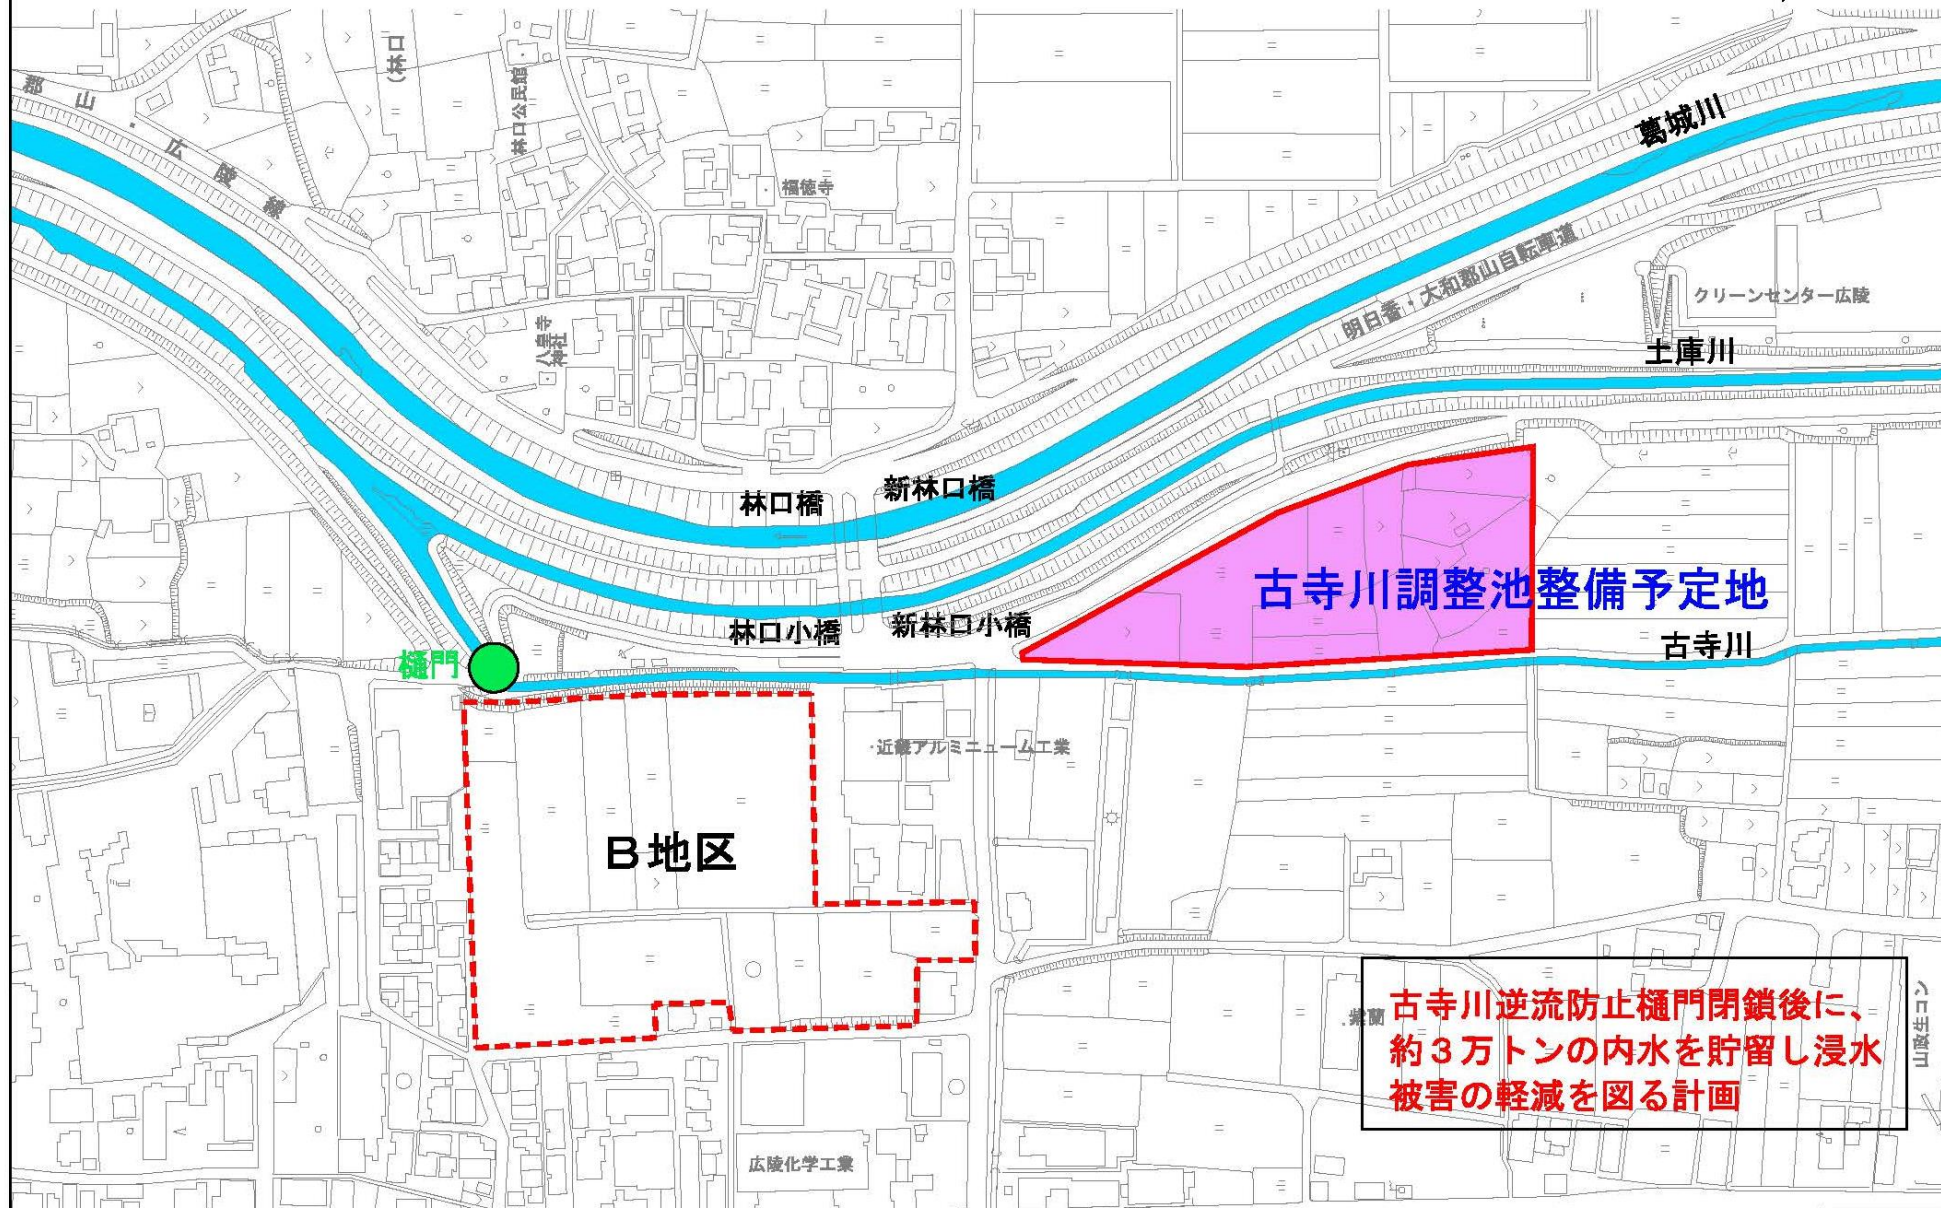 郡山・広陵線
(林口
林口公民館
福徳寺
葛城川
明日香・大和郡山自転車道
クリーンセンター広陵
土庫川
八皇寺
神社
林口橋
新林口橋
古寺川調整池整備予定地
林口小橋
新林口小橋
古寺川
樋門
・近畿アルミニューム工業
B地区
紫蘭
古寺川逆流防止樋門閉鎖後に、
約3万トンの内水を貯留し浸水
被害の軽減を図る計画
広陵化学工業